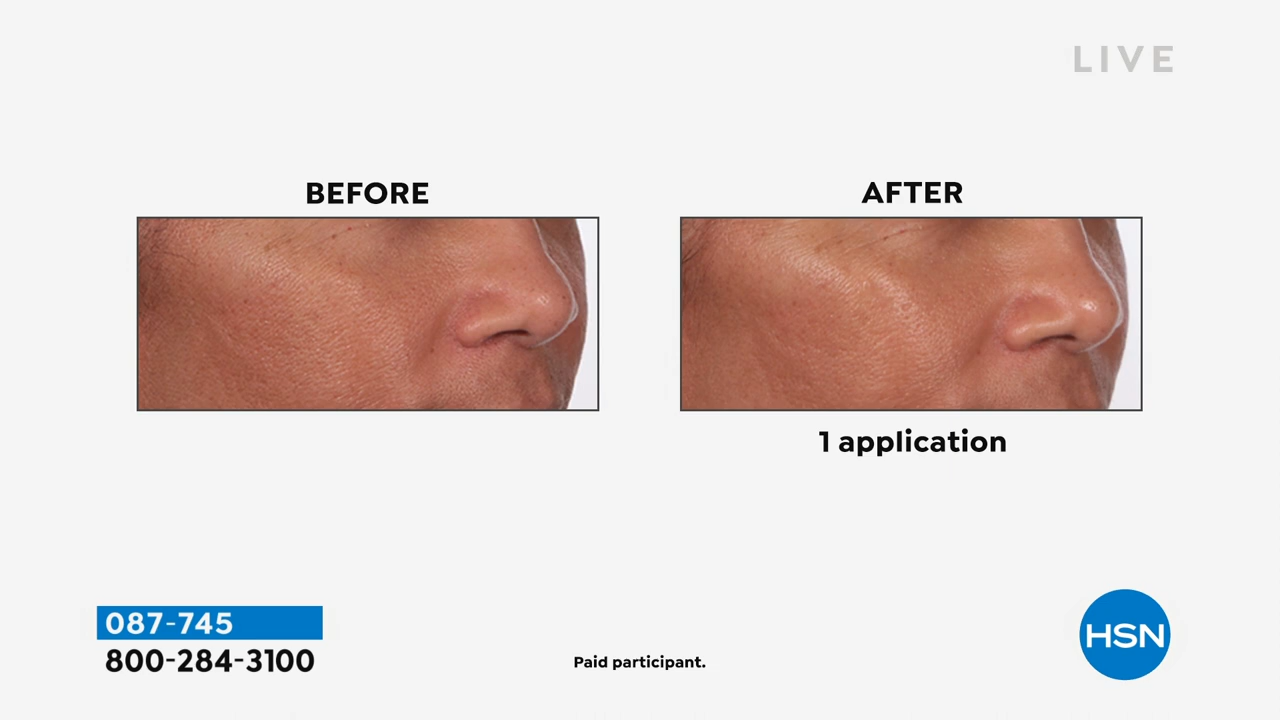 LIVE
BEFORE
AFTER
1 application
087-745
800-284-3100
Paid participant.
HSN